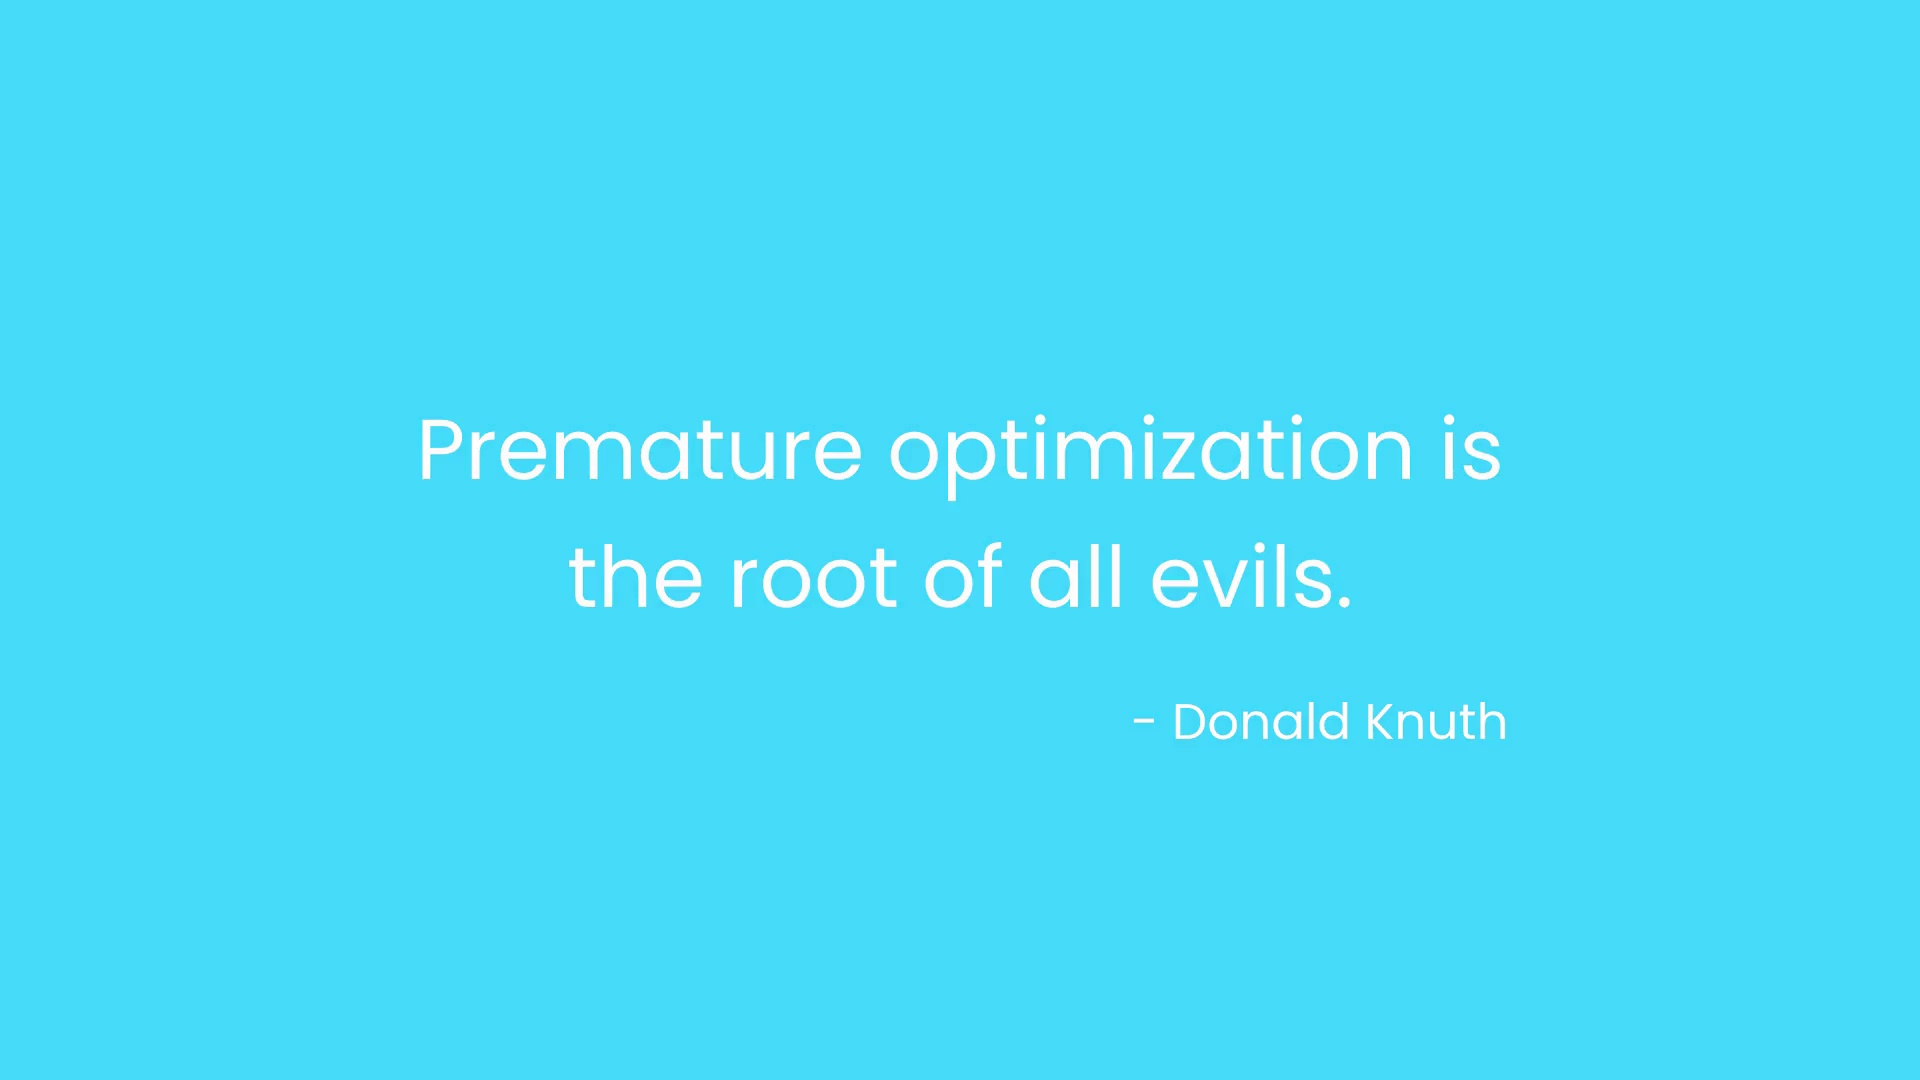 Premature optimization is
the root of all evils.
- Donald Knuth